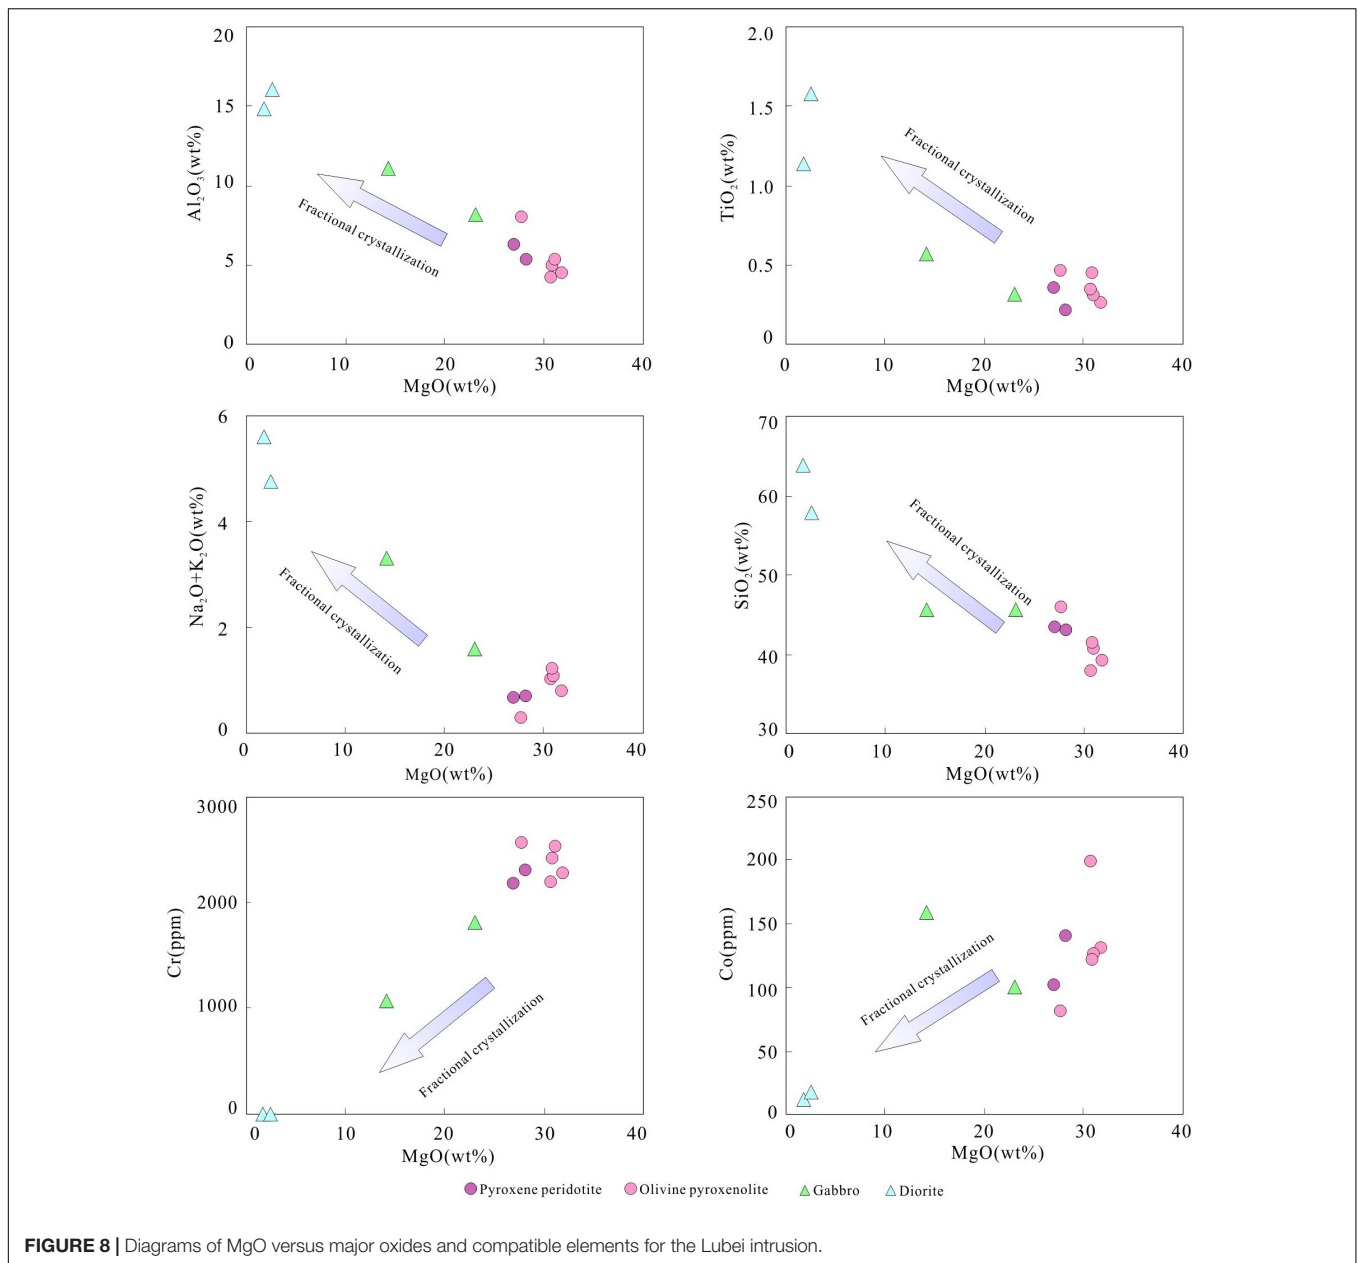 20
15
10
5
0
Al₂O₃(wt%)
Fractional crystallization
0 10 20 30 40
MgO(wt%)
2.0
1.5
1.0
0.5
0
TiO₂(wt%)
Fractional crystallization
0 10 20 30 40
MgO(wt%)
6
4
2
0
Na₂O+K₂O(wt%)
Fractional crystallization
0 10 20 30 40
MgO(wt%)
70
60
50
40
30
SiO₂(wt%)
Fractional crystallization
0 10 20 30 40
MgO(wt%)
3000
2000
1000
0
Cr(ppm)
Fractional crystallization
0 10 20 30 40
MgO(wt%)
250
200
150
100
50
0
Co(ppm)
Fractional crystallization
0 10 20 30 40
MgO(wt%)
Pyroxene peridotite Olivine pyroxenolite Gabbro Diorite
FIGURE 8 | Diagrams of MgO versus major oxides and compatible elements for the Lubei intrusion.